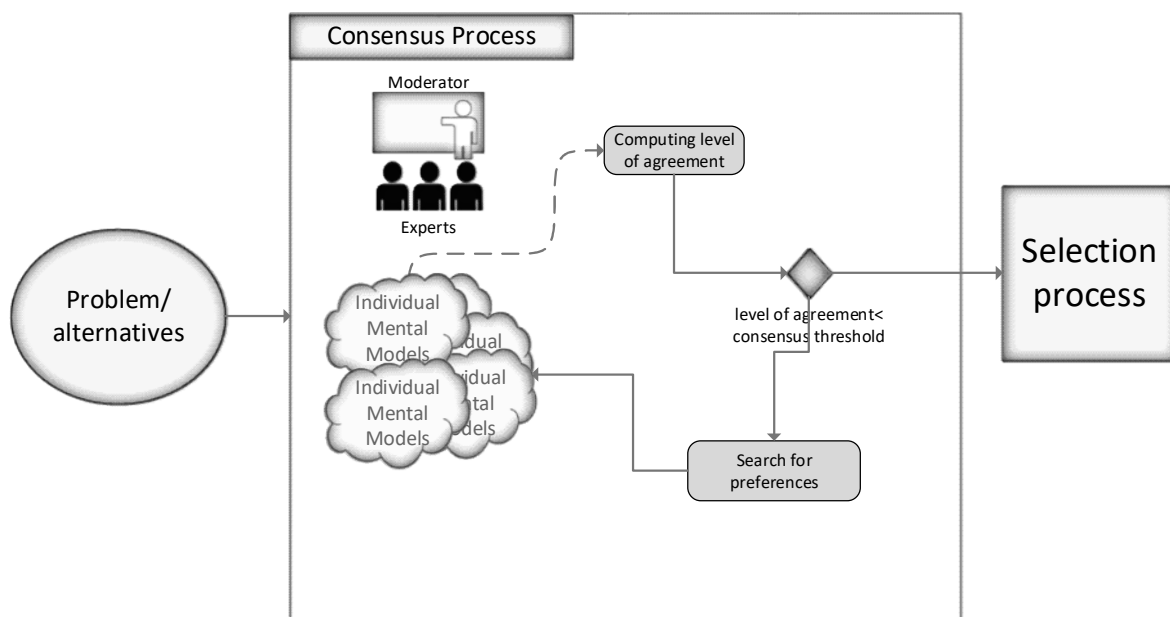 Consensus Process
Moderator
Experts
Problem/
alternatives
Individual
Mental
Models
Individual
Mental
Models
Computing level
of agreement
level of agreement<
consensus threshold
Search for
preferences
Selection
process